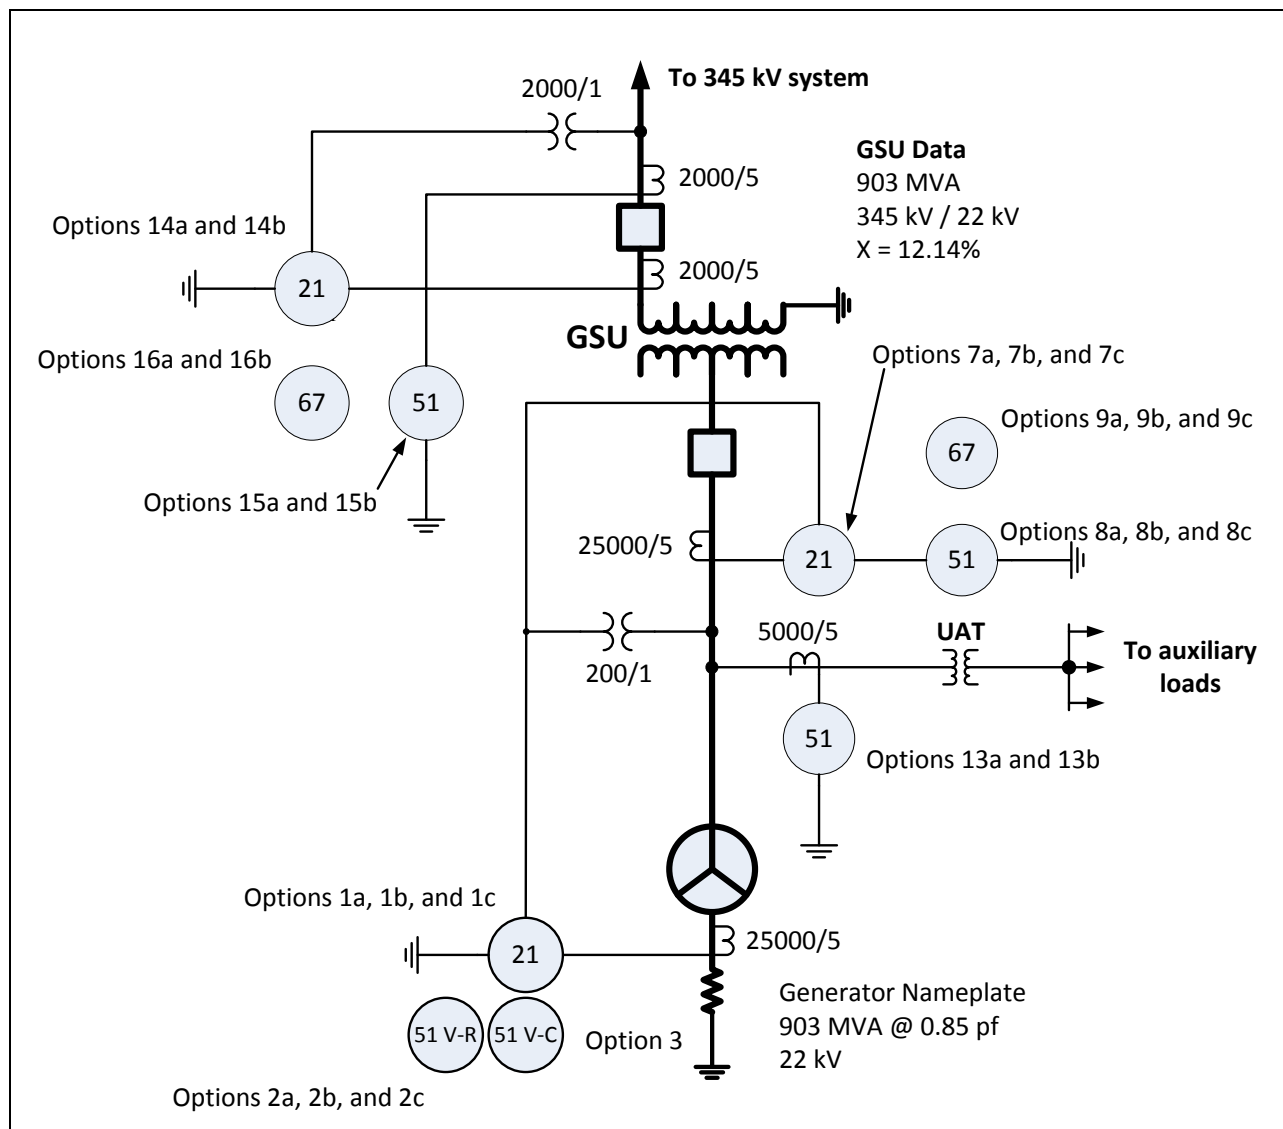 To 345 kV system
2000/1
GSU Data
903 MVA
345 kV / 22 kV
X = 12.14%
2000/5
Options 14a and 14b
21
2000/5
GSU
Options 16a and 16b
67
51
Options 7a, 7b, and 7c
Options 9a, 9b, and 9c
67
Options 15a and 15b
25000/5
21
51
Options 8a, 8b, and 8c
5000/5
UAT
To auxiliary
loads
200/1
51
Options 13a and 13b
Options 1a, 1b, and 1c
21
25000/5
Generator Nameplate
903 MVA @ 0.85 pf
22 kV
51 V-R
51 V-C
Option 3
Options 2a, 2b, and 2c